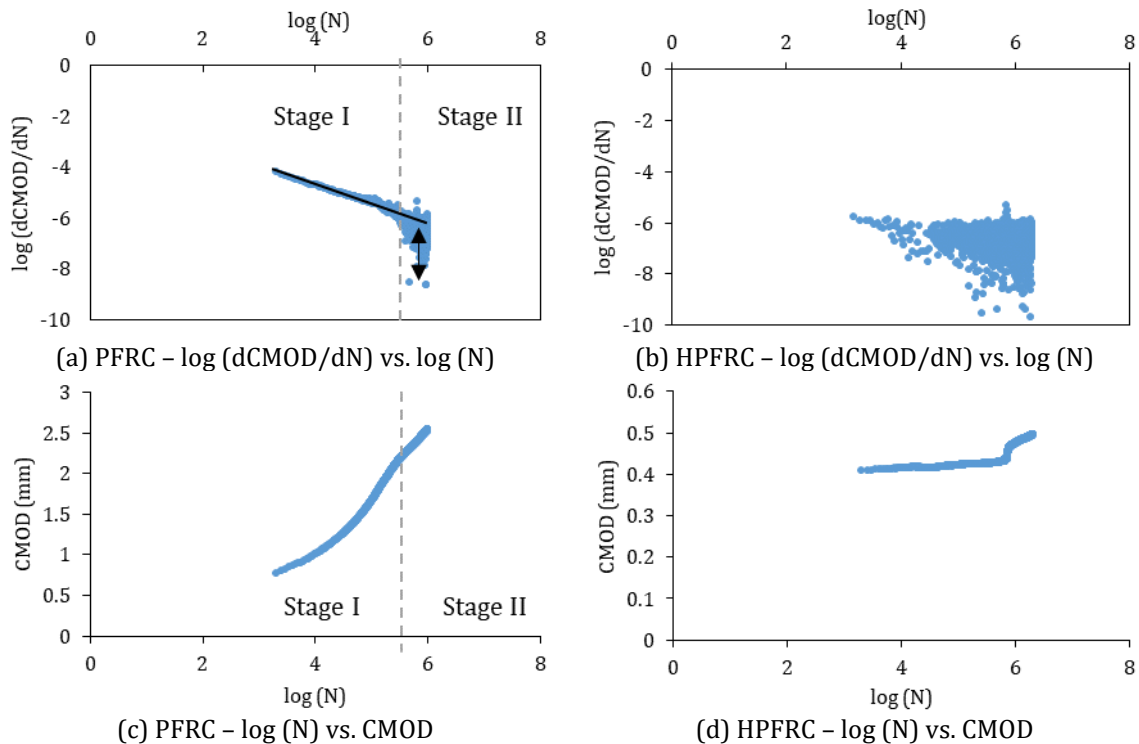 log (N)
0 2 4 6 8
0
-2
-4
-6
-8
-10
log (dCMOD/dN)
Stage I Stage II
(a) PFRC – log (dCMOD/dN) vs. log (N)
log(N)
0 2 4 6 8
0
-2
-4
-6
-8
-10
log (dCMOD/dN)
(b) HPFRC – log (dCMOD/dN) vs. log (N)
3
2.5
2
1.5
1
0.5
0
CMOD (mm)
Stage I Stage II
0 2 4 6 8
log (N)
(c) PFRC – log (N) vs. CMOD
0.6
0.5
0.4
0.3
0.2
0.1
0
CMOD (mm)
0 2 4 6 8
log (N)
(d) HPFRC – log (N) vs. CMOD